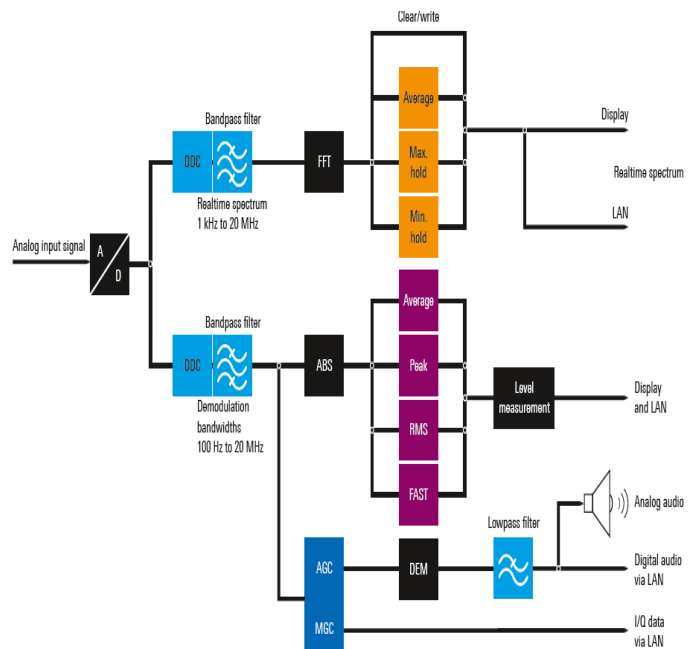 Clear/write
Average
Display
Bandpass filter
DDC
FFT
Max.
hold
Realtime spectrum
Realtime spectrum
1 kHz to 20 MHz
Min.
hold
LAN
Analog input signal
A
D
Average
Bandpass filter
DDC
ABS
Peak
Level
measurement
Display
and LAN
Demodulation
bandwidths
100 Hz to 20 MHz
RMS
FAST
Analog audio
Lowpass filter
AGC
DEM
Digital audio
via LAN
MGC
I/Q data
via LAN